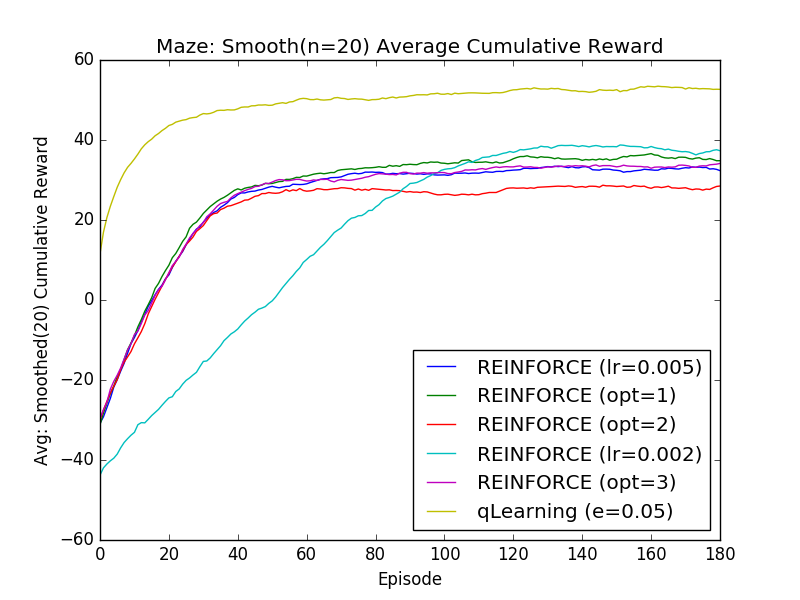 Maze: Smooth(n=20) Average Cumulative Reward
60
40
20
0
−20
−40
−60
Avg: Smoothed(20) Cumulative Reward
REINFORCE (lr=0.005)
REINFORCE (opt=1)
REINFORCE (opt=2)
REINFORCE (lr=0.002)
REINFORCE (opt=3)
qLearning (e=0.05)
0 20 40 60 80 100 120 140 160 180
Episode